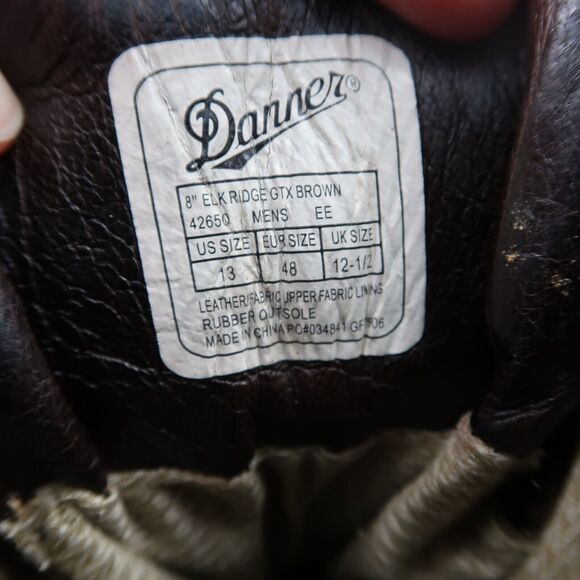 Danner®
8" ELK RIDGE GTX BROWN
42650 MENS EE
US SIZE EUR SIZE UK SIZE
13 48 12-1/2
LEATHER/FABRIC UPPER FABRIC LINING
RUBBER OUTSOLE
MADE IN CHINA PO#034841